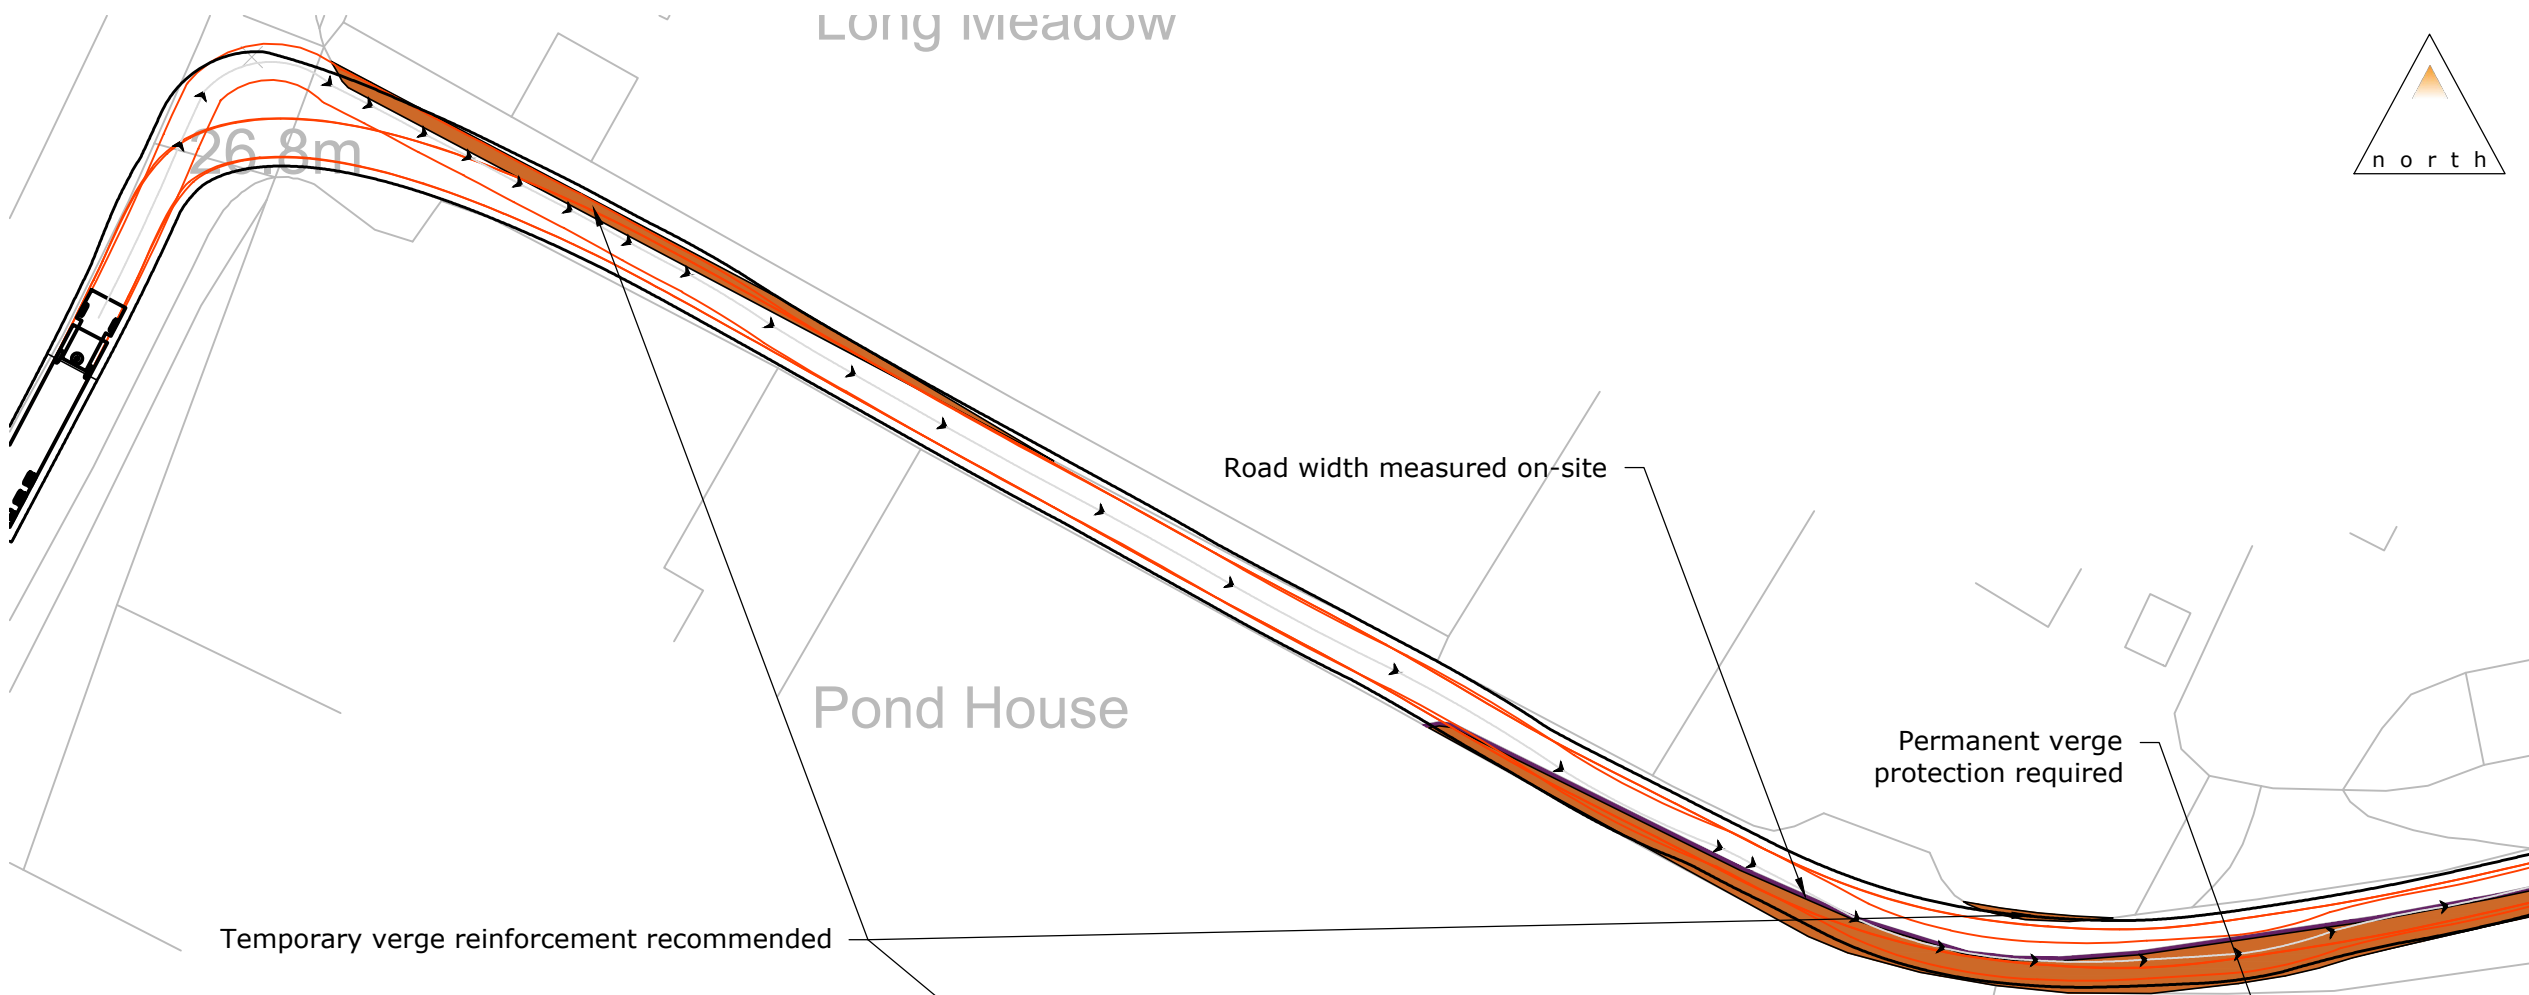 Long Meadow
north
26.8m
Road width measured on-site
Pond House
Permanent verge
protection required
Temporary verge reinforcement recommended